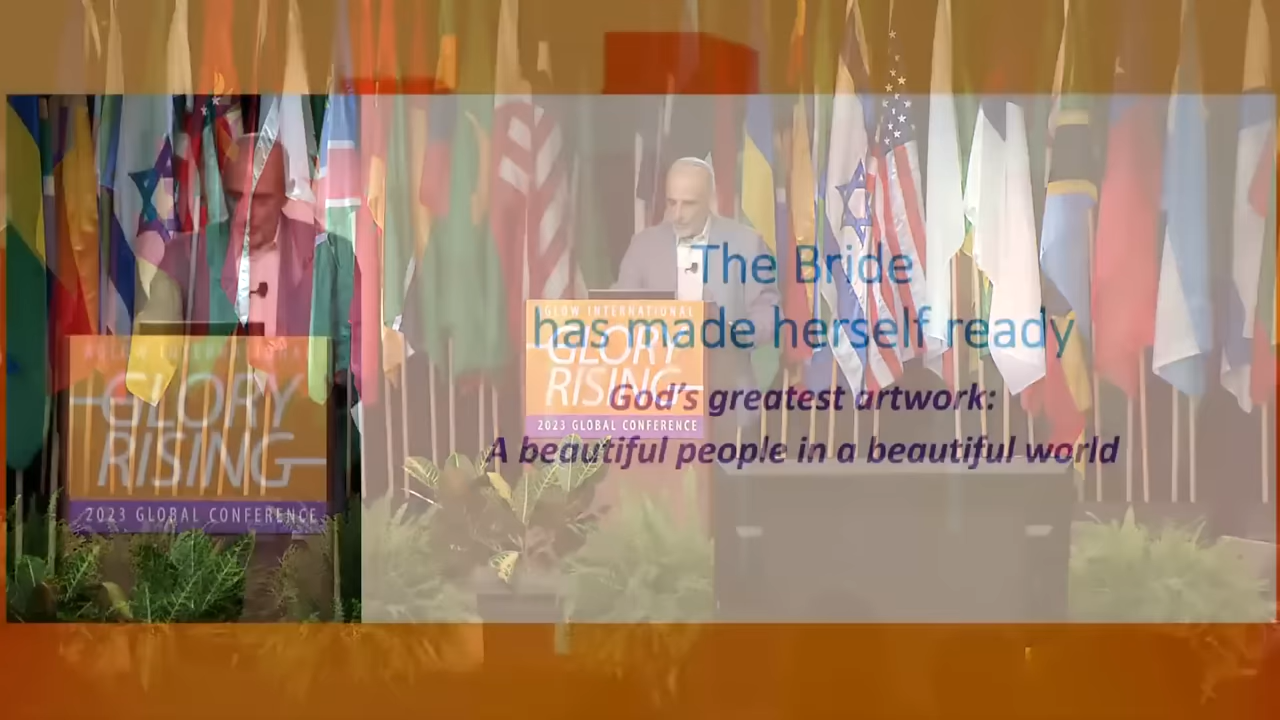 GLOW INTERNATIONAL
GLORY
RISING
2023 GLOBAL CONFERENCE
GLORY
RISING
2023 GLOBAL CONFERENCE
The Bride
has made herself ready
God's greatest artwork:
A beautiful people in a beautiful world